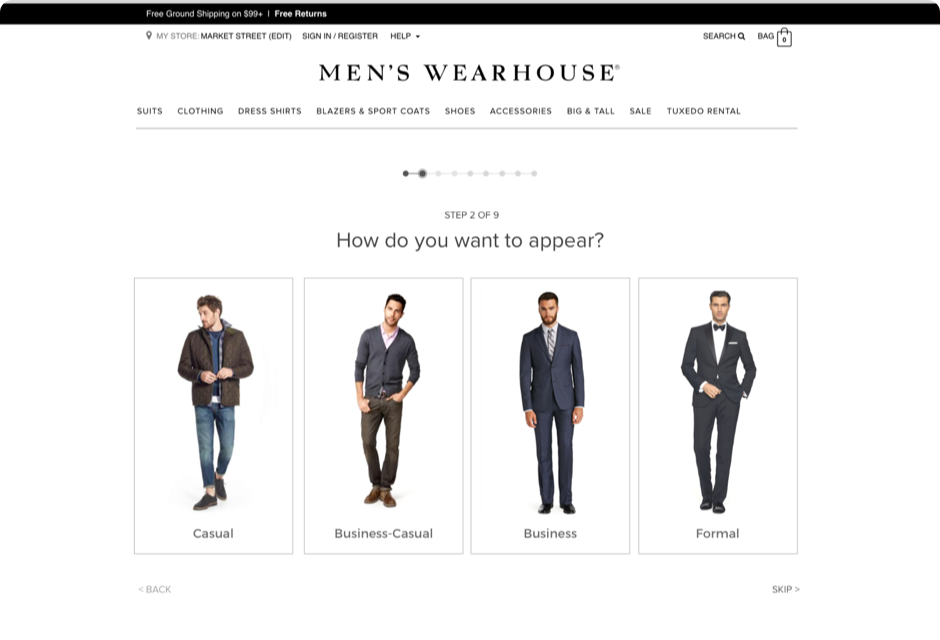 Free Ground Shipping on $99+ | Free Returns
MY STORE: MARKET STREET (EDIT) SIGN IN / REGISTER HELP
SEARCH BAG 0
MEN'S WEARHOUSE®
SUITS CLOTHING DRESS SHIRTS BLAZERS & SPORT COATS SHOES ACCESSORIES BIG & TALL SALE TUXEDO RENTAL
STEP 2 OF 9
How do you want to appear?
Casual
Business-Casual
Business
Formal
< BACK
SKIP >